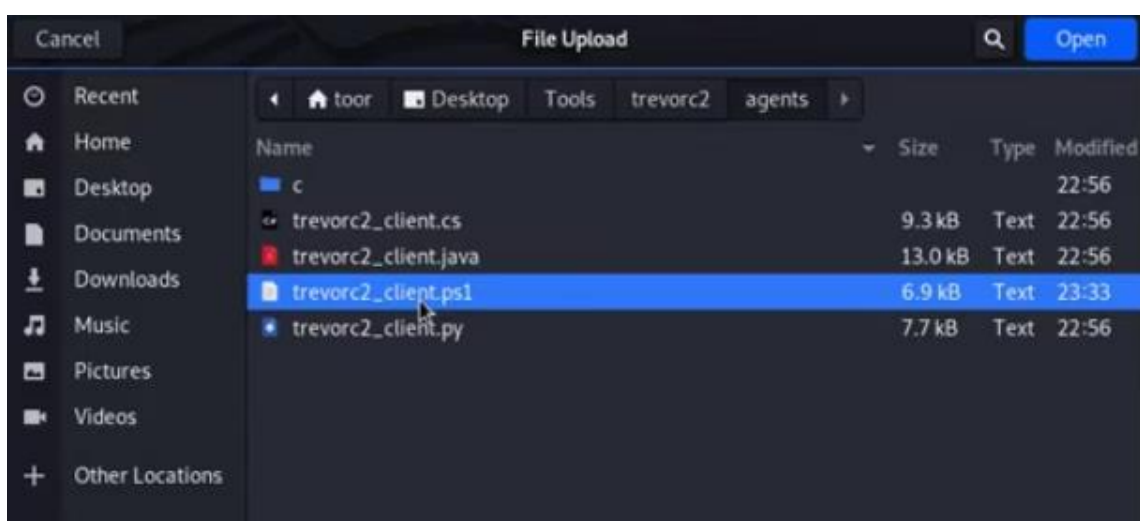 Cancel File Upload Open
Recent
Home
Desktop
Documents
Downloads
Music
Pictures
Videos
Other Locations
toor Desktop Tools trevorc2 agents
Name Size Type Modified
c 22:56
trevorc2_client.cs 9.3 kB Text 22:56
trevorc2_client.java 13.0 kB Text 22:56
trevorc2_client.ps1 6.9 kB Text 23:33
trevorc2_client.py 7.7 kB Text 22:56